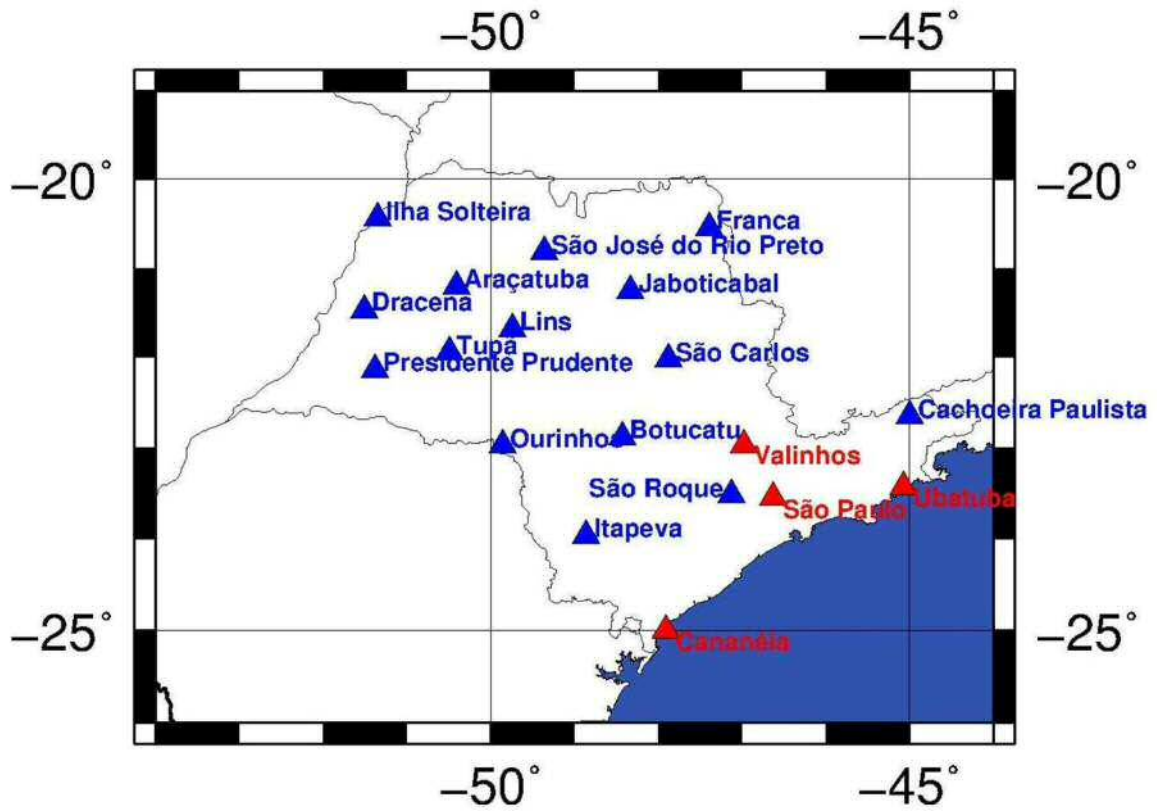 −50° −45°
−20° −20°
Ilha Solteira
Franca
São José do Rio Preto
Araçatuba
Jaboticabal
Dracena
Lins
Tupã
São Carlos
Presidente Prudente
Cachoeira Paulista
Botucatu
Ourinhos
Valinhos
São Roque
Ubatuba
São Paulo
Itapeva
−25° −25°
Cananéia
−50° −45°